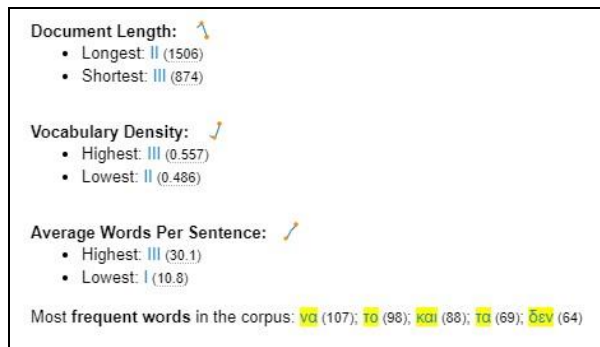 Document Length:
• Longest: II (1506)
• Shortest: III (874)
Vocabulary Density:
• Highest: III (0.557)
• Lowest: II (0.486)
Average Words Per Sentence:
• Highest: III (30.1)
• Lowest: I (10.8)
Most frequent words in the corpus: να (107); το (98); και (88); τα (69); δεν (64)